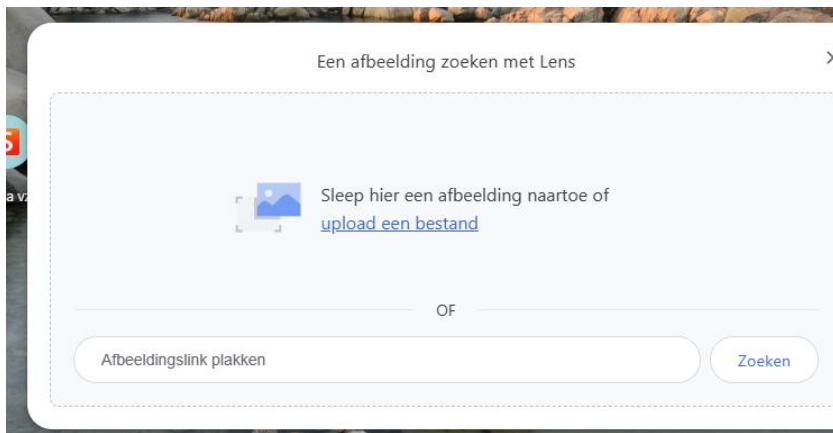 Een afbeelding zoeken met Lens
Sleep hier een afbeelding naartoe of
upload een bestand
OF
Afbeeldingslink plakken
Zoeken